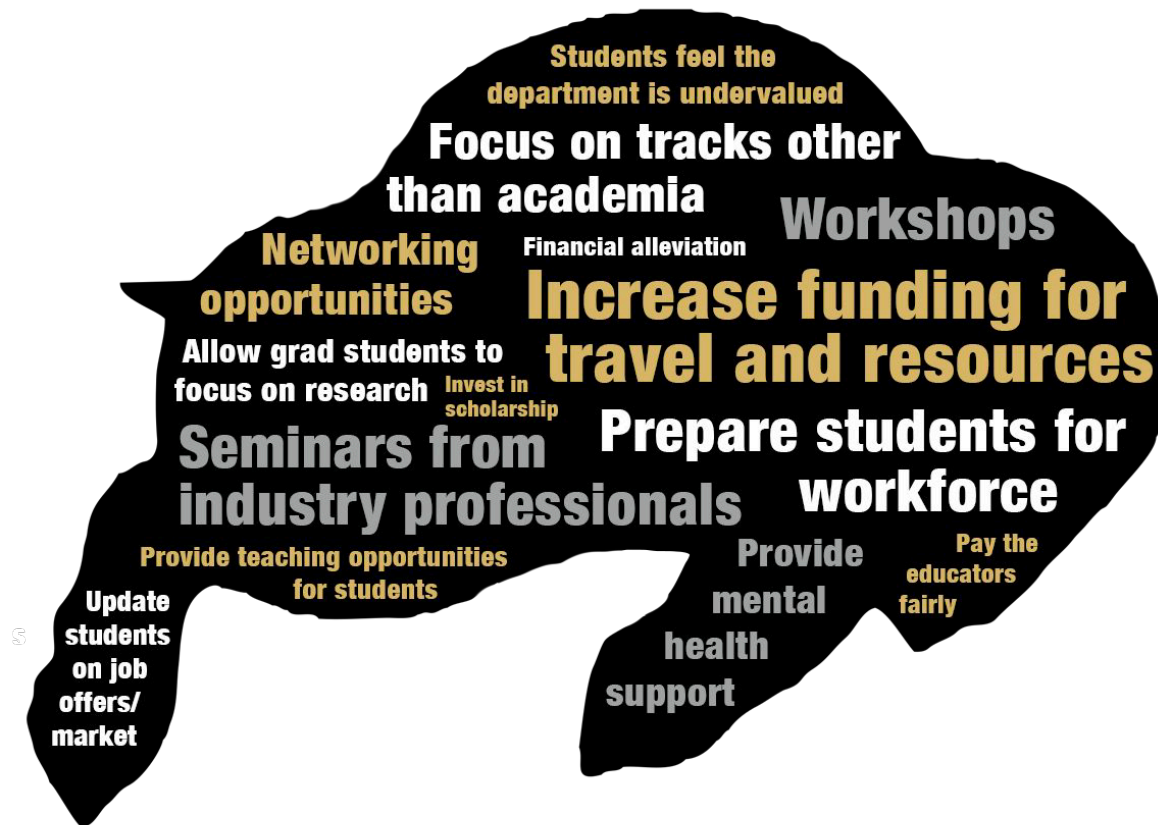 Students feel the
department is undervalued
Focus on tracks other
than academia
Workshops
Networking
opportunities
Financial alleviation
Increase funding for
travel and resources
Allow grad students to
focus on research
Invest in
scholarship
Prepare students for
workforce
Seminars from
industry professionals
Provide teaching opportunities
for students
Provide
mental
health
support
Pay the
educators
fairly
Update
students
on job
offers/
market
s